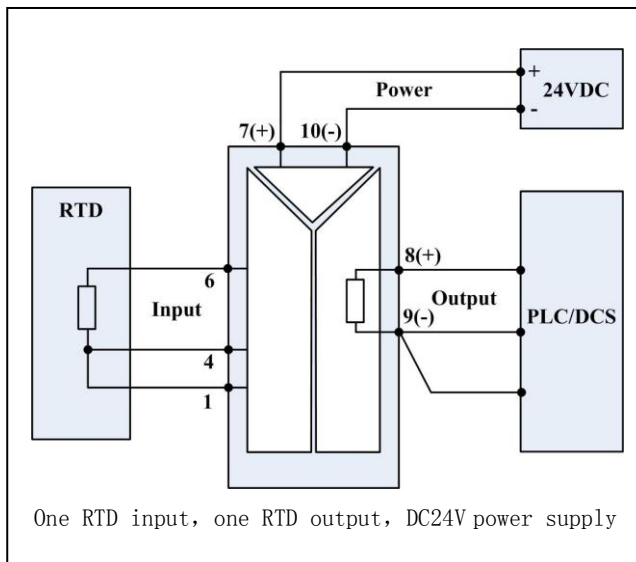 +
24VDC
Power
-
7(+) 10(-)
RTD
8(+)
6
Input
Output
9(-)
PLC/DCS
4
1
One RTD input, one RTD output, DC24V power supply